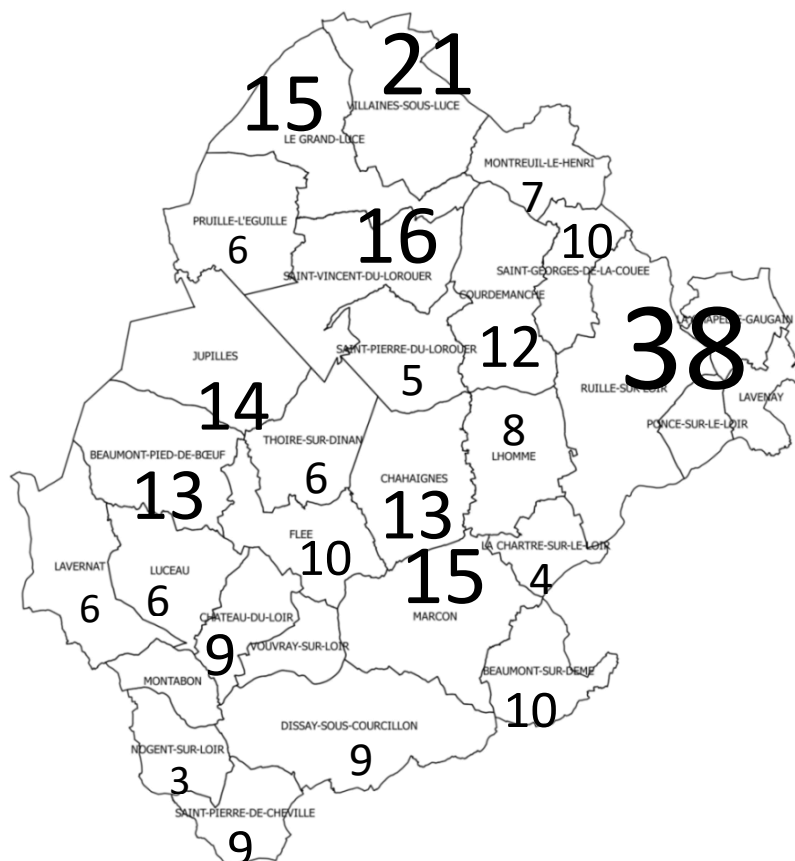 21
15
VILLAINES-SOUS-LUCE
LE GRAND-LUCE
MONTREUIL-LE-HENRI
7
PRUILLE-L'EGUILLE
6
16
10
SAINT-VINCENT-DU-LOROUER
SAINT-GEORGES-DE-LA-COUEE
COURDEMANCHE
12
38
LA CHAPELLE-GAUGAIN
SAINT-PIERRE-DU-LOROUER
5
JUPILLES
14
RUILLE-SUR-LOIR
LAVENAY
PONCE-SUR-LE-LOIR
8
LHOMME
THOIRE-SUR-DINAN
6
BEAUMONT-PIED-DE-BŒUF
13
CHAHAIGNES
13
FLEE
10
LA CHARTRE-SUR-LE-LOIR
4
15
MARCON
LAVERNAT
6
LUCEAU
6
CHATEAU-DU-LOIR
9
VOUVRAY-SUR-LOIR
BEAUMONT-SUR-DEME
10
MONTABON
DISSAY-SOUS-COURCILLON
9
NOGENT-SUR-LOIR
3
SAINT-PIERRE-DE-CHEVILLE
9